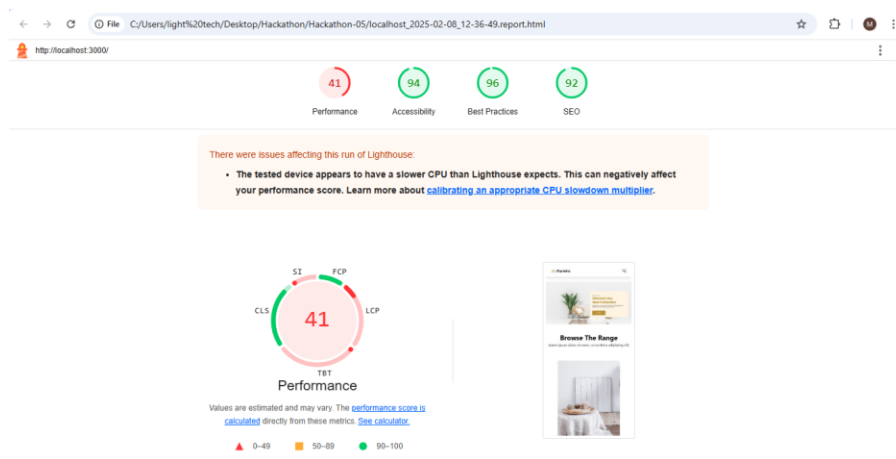 File C:/Users/light%20tech/Desktop/Hackathon/Hackathon-05/localhost_2025-02-08_12-36-49.report.html
M
http://localhost:3000/
41 94 96 92
Performance Accessibility Best Practices SEO
There were issues affecting this run of Lighthouse:
• The tested device appears to have a slower CPU than Lighthouse expects. This can negatively affect
your performance score. Learn more about calibrating an appropriate CPU slowdown multiplier.
SI FCP
CLS LCP
41
TBT
Performance
Values are estimated and may vary. The performance score is
calculated directly from these metrics. See calculator.
0–49 50–89 90–100
Browse The Range